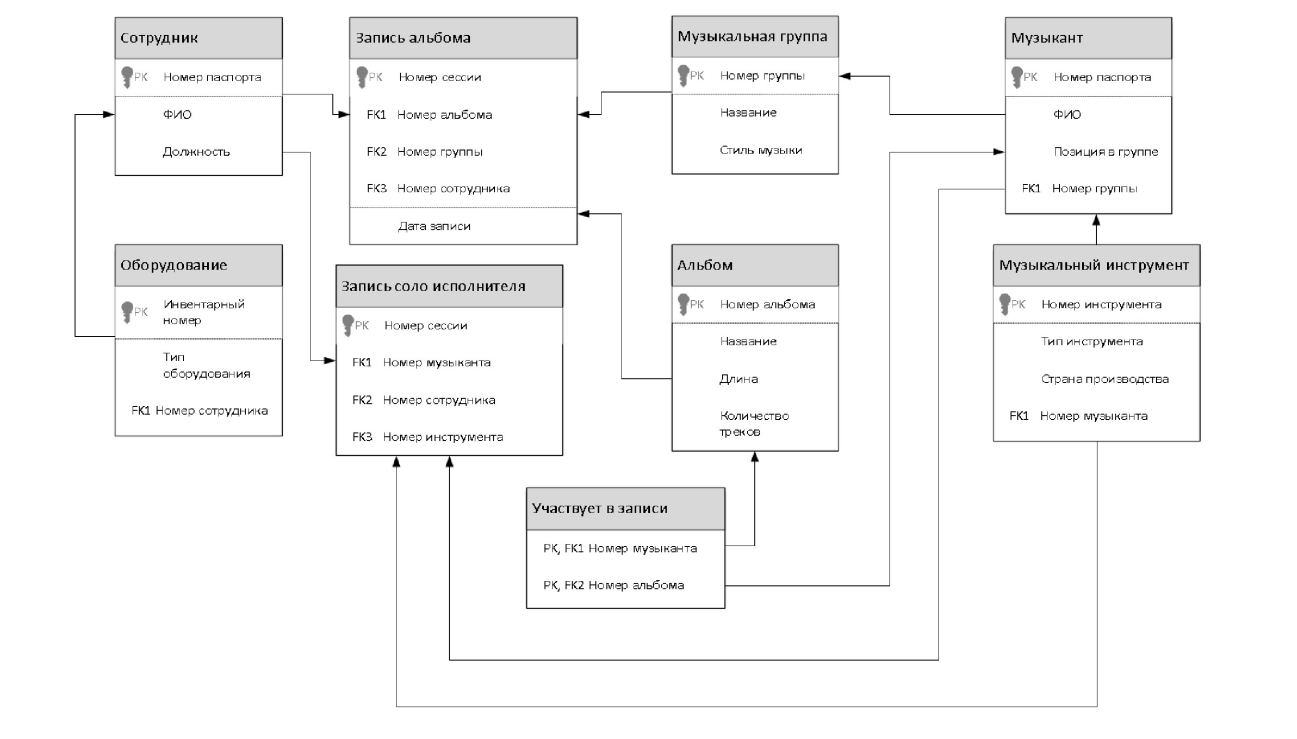 Сотрудник
PK Номер паспорта
ФИО
Должность
Запись альбома
PK Номер сессии
FK1 Номер альбома
FK2 Номер группы
FK3 Номер сотрудника
Дата записи
Музыкальная группа
PK Номер группы
Название
Стиль музыки
Музыкант
PK Номер паспорта
ФИО
Позиция в группе
FK1 Номер группы
Оборудование
PK Инвентарный
номер
Тип
оборудования
FK1 Номер сотрудника
Запись соло исполнителя
PK Номер сессии
FK1 Номер музыканта
FK2 Номер сотрудника
FK3 Номер инструмента
Альбом
PK Номер альбома
Название
Длина
Количество
треков
Музыкальный инструмент
PK Номер инструмента
Тип инструмента
Страна производства
FK1 Номер музыканта
Участвует в записи
PK, FK1 Номер музыканта
PK, FK2 Номер альбома